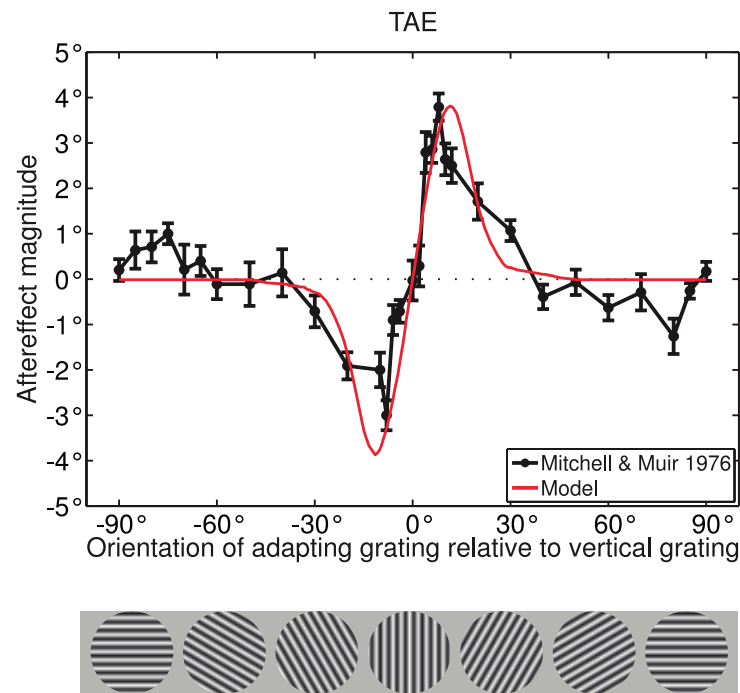 TAE
5°
4°
3°
2°
1°
0°
-1°
-2°
-3°
-4°
-5°
Aftereffect magnitude
Mitchell & Muir 1976
Model
-90° -60° -30° 0° 30° 60° 90°
Orientation of adapting grating relative to vertical grating